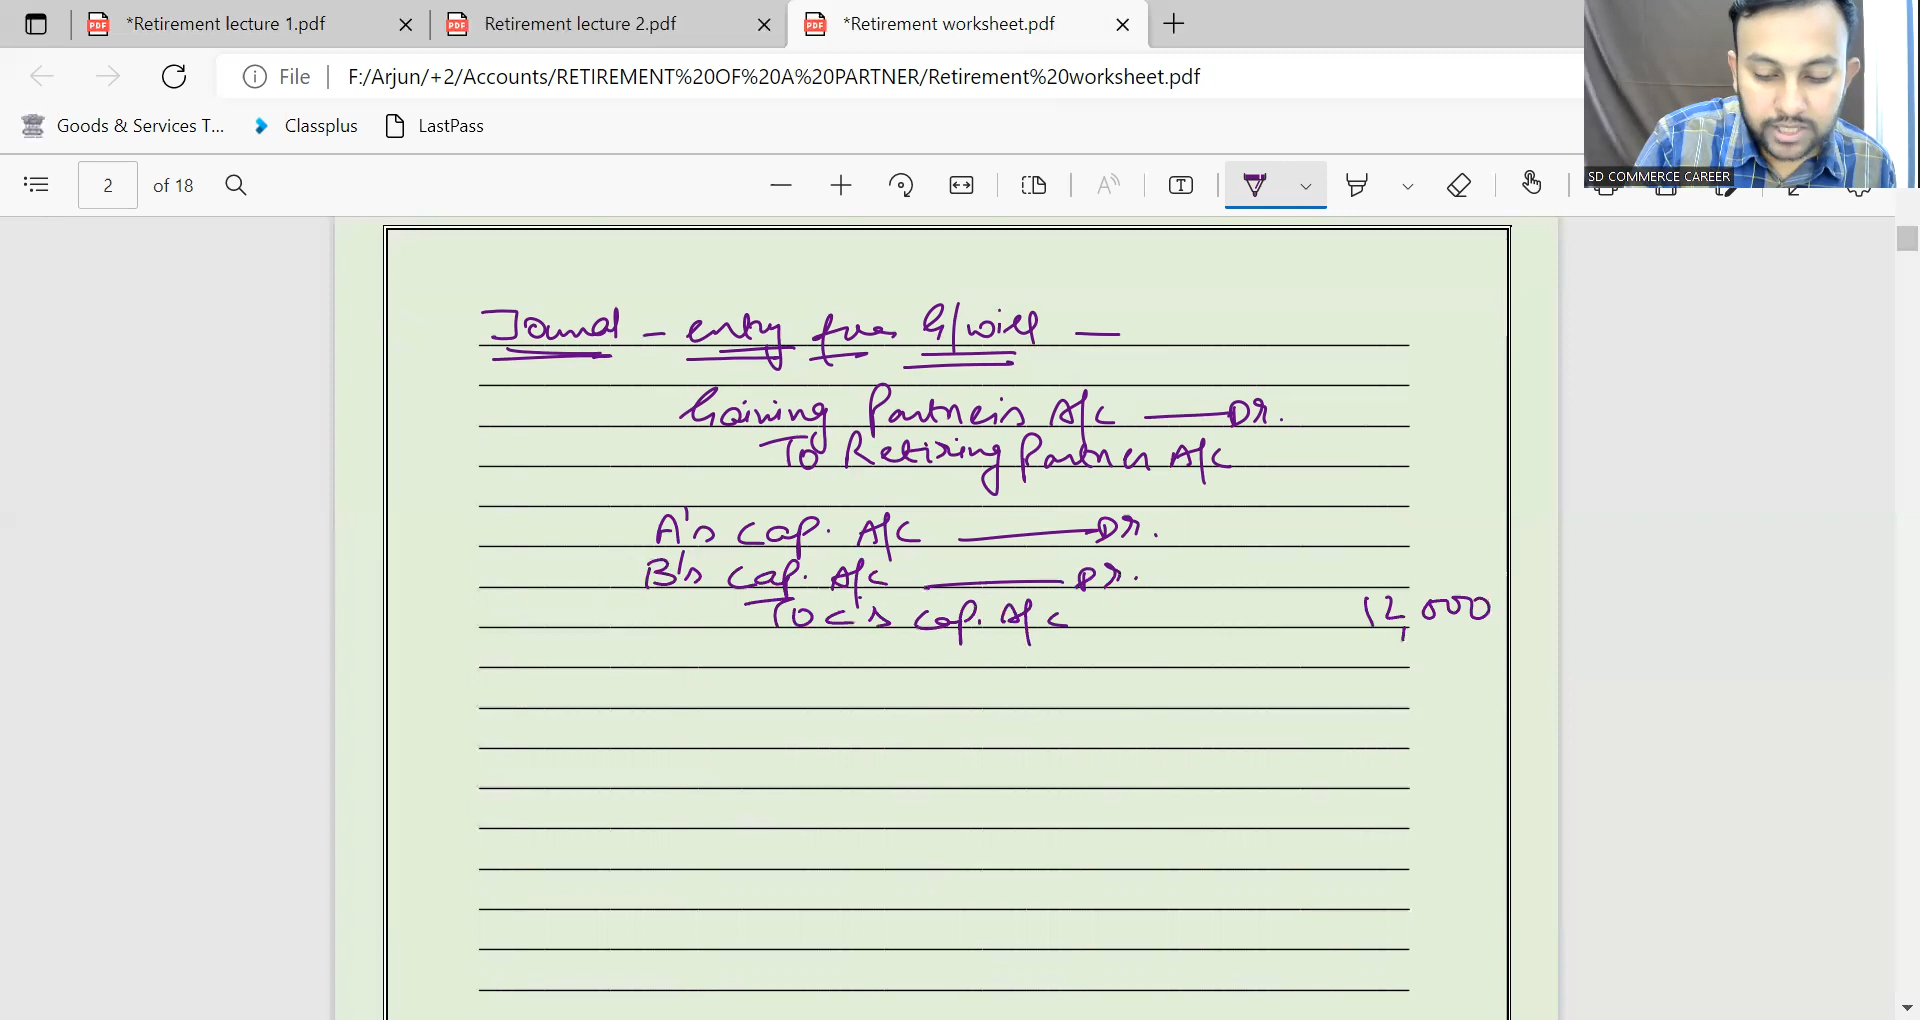 *Retirement lecture 1.pdf
Retirement lecture 2.pdf
*Retirement worksheet.pdf
File
F:/Arjun/+2/Accounts/RETIREMENT%20OF%20A%20PARTNER/Retirement%20worksheet.pdf
Goods & Services T...
Classplus
LastPass
2 of 18
SD COMMERCE CAREER
Journal - entry for G/will —
Gaining Partners A/c — Dr.
To Retiring Partner A/c
A's Cap. A/c — Dr.
B's Cap. A/c — Dr.
To C's Cap. A/c 12,000